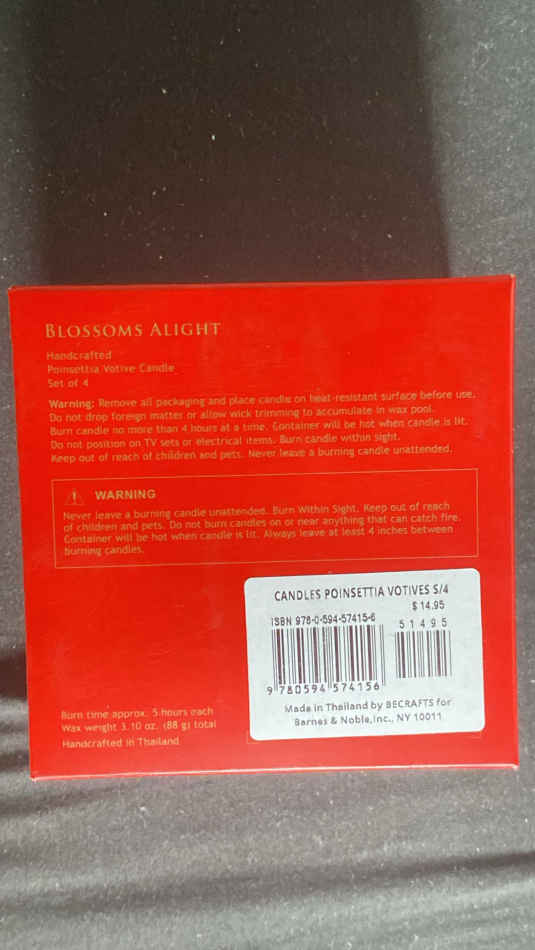 BLOSSOMS ALIGHT
Handcrafted
Poinsettia Votive Candle
Set of 4
Warning: Remove all packaging and place candle on heat-resistant surface before use.
Do not drop foreign matter or allow wick trimming to accumulate in wax pool.
Burn candle no more than 4 hours at a time. Container will be hot when candle is lit.
Do not position on TV sets or electrical items. Burn candle within sight.
Keep out of reach of children and pets. Never leave a burning candle unattended.
WARNING
Never leave a burning candle unattended. Burn Within Sight. Keep out of reach
of children and pets. Do not burn candles on or near anything that can catch fire.
Container will be hot when candle is lit. Always leave at least 4 inches between
burning candles.
CANDLES POINSETTIA VOTIVES S/4
$ 14.95
ISBN 978-0-594-57415-6
5 1 4 9 5
9 780594 574156
Made in Thailand by BECRAFTS for
Barnes & Noble,Inc., NY 10011
Burn time approx. 5 hours each
Wax weight 3.10 oz. (88 g) total
Handcrafted in Thailand